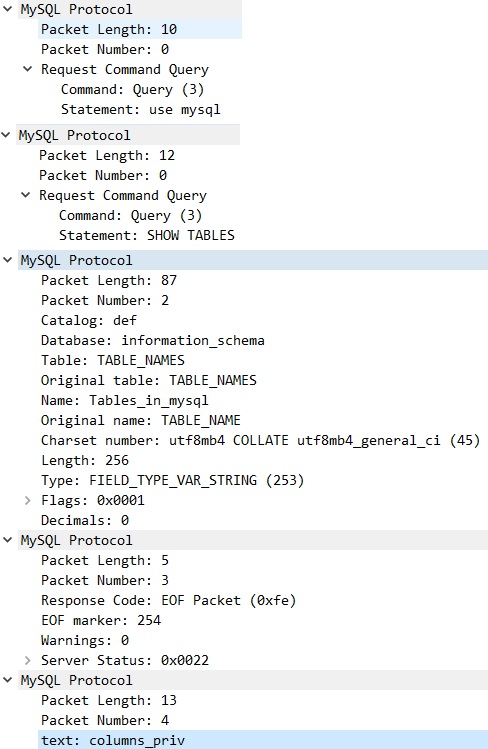 MySQL Protocol
Packet Length: 10
Packet Number: 0
Request Command Query
Command: Query (3)
Statement: use mysql
MySQL Protocol
Packet Length: 12
Packet Number: 0
Request Command Query
Command: Query (3)
Statement: SHOW TABLES
MySQL Protocol
Packet Length: 87
Packet Number: 2
Catalog: def
Database: information_schema
Table: TABLE_NAMES
Original table: TABLE_NAMES
Name: Tables_in_mysql
Original name: TABLE_NAME
Charset number: utf8mb4 COLLATE utf8mb4_general_ci (45)
Length: 256
Type: FIELD_TYPE_VAR_STRING (253)
Flags: 0x0001
Decimals: 0
MySQL Protocol
Packet Length: 5
Packet Number: 3
Response Code: EOF Packet (0xfe)
EOF marker: 254
Warnings: 0
Server Status: 0x0022
MySQL Protocol
Packet Length: 13
Packet Number: 4
text: columns_priv